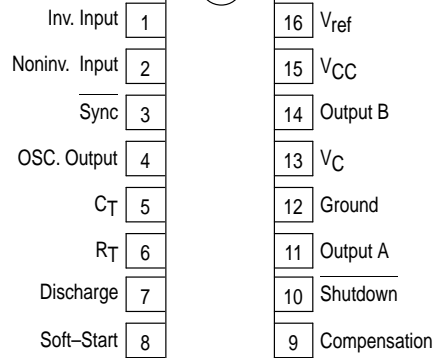 Inv. Input 1 16 Vref
Noninv. Input 2 15 VCC
Sync 3 14 Output B
OSC. Output 4 13 VC
CT 5 12 Ground
RT 6 11 Output A
Discharge 7 10 Shutdown
Soft–Start 8 9 Compensation